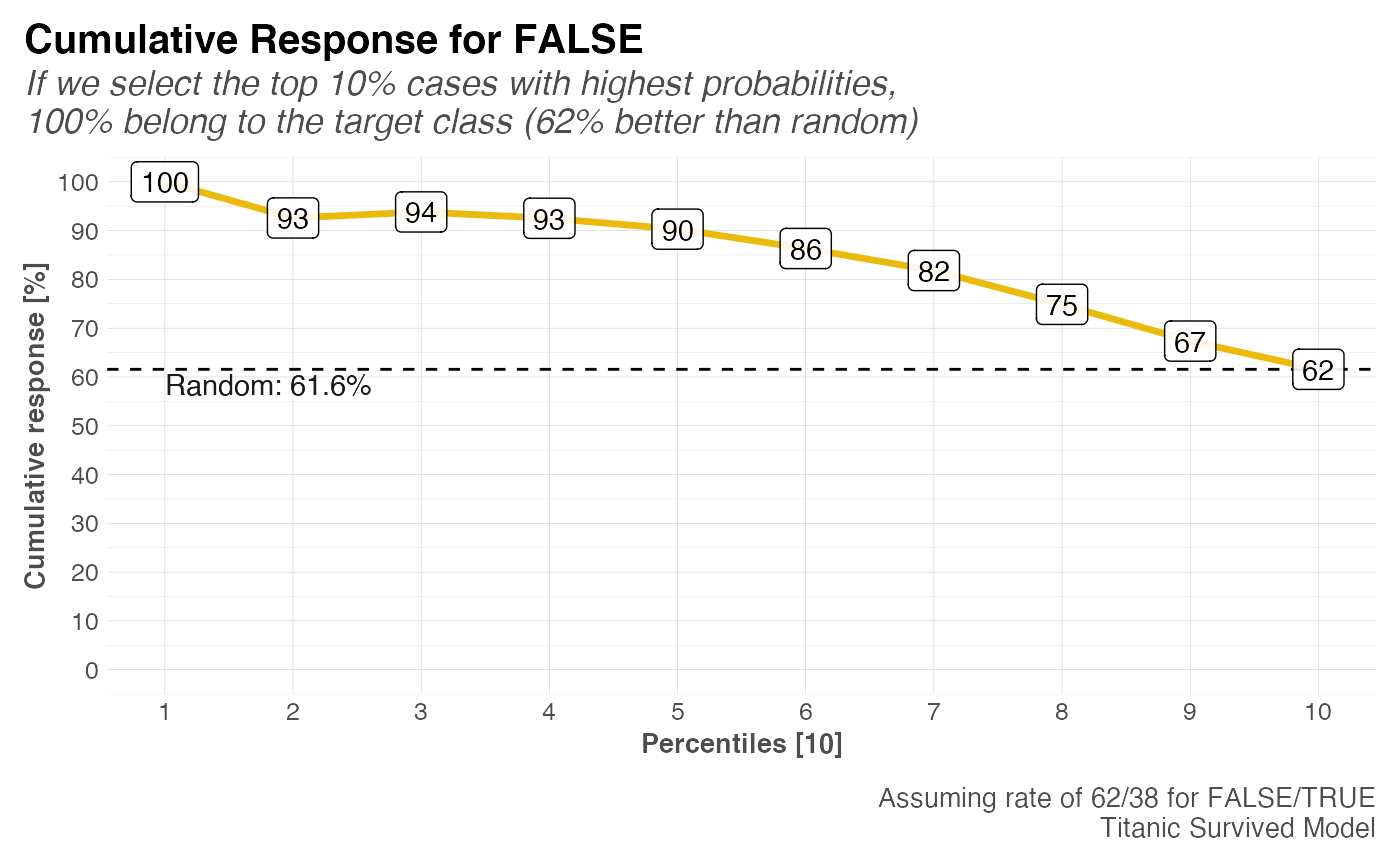 Cumulative Response for FALSE
If we select the top 10% cases with highest probabilities,
100% belong to the target class (62% better than random)
Cumulative response [%]
100
90
80
70
60
50
40
30
20
10
0
100
93
94
93
90
86
82
75
67
62
Random: 61.6%
1 2 3 4 5 6 7 8 9 10
Percentiles [10]
Assuming rate of 62/38 for FALSE/TRUE
Titanic Survived Model